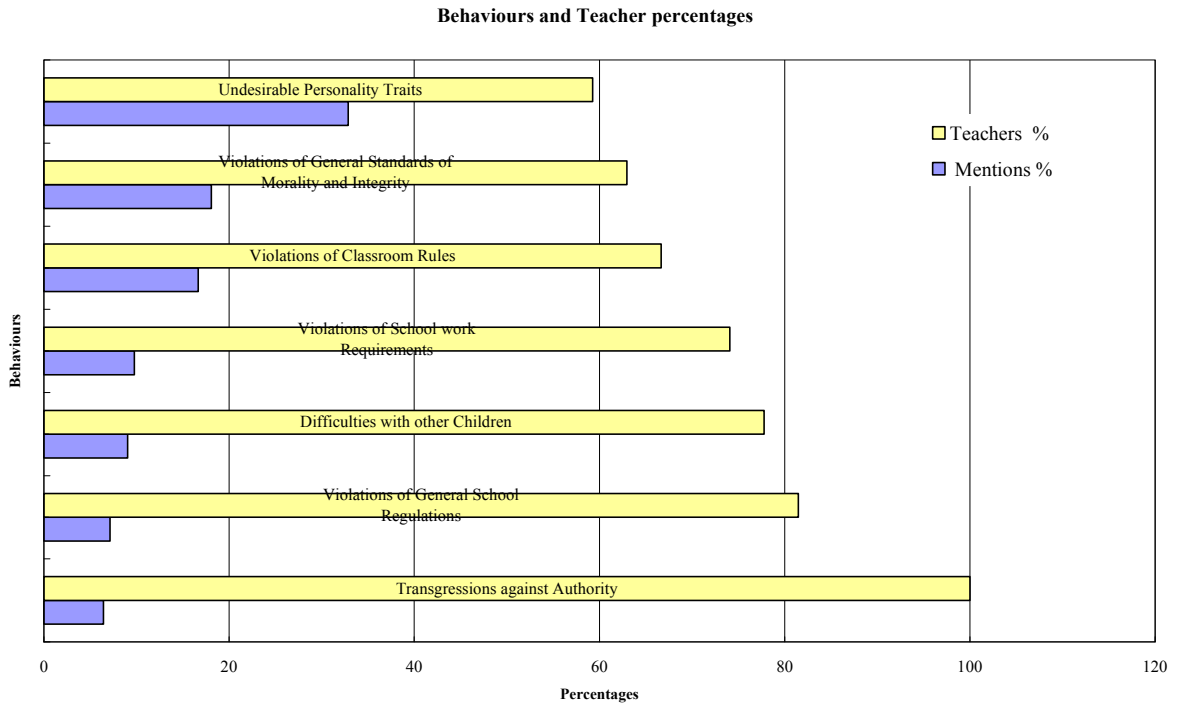 Behaviours and Teacher percentages
Undesirable Personality Traits
Teachers %
Violations of General Standards of
Morality and Integrity
Mentions %
Violations of Classroom Rules
Violations of School work
Requirements
Behaviours
Difficulties with other Children
Violations of General School
Regulations
Transgressions against Authority
0 20 40 60 80 100 120
Percentages